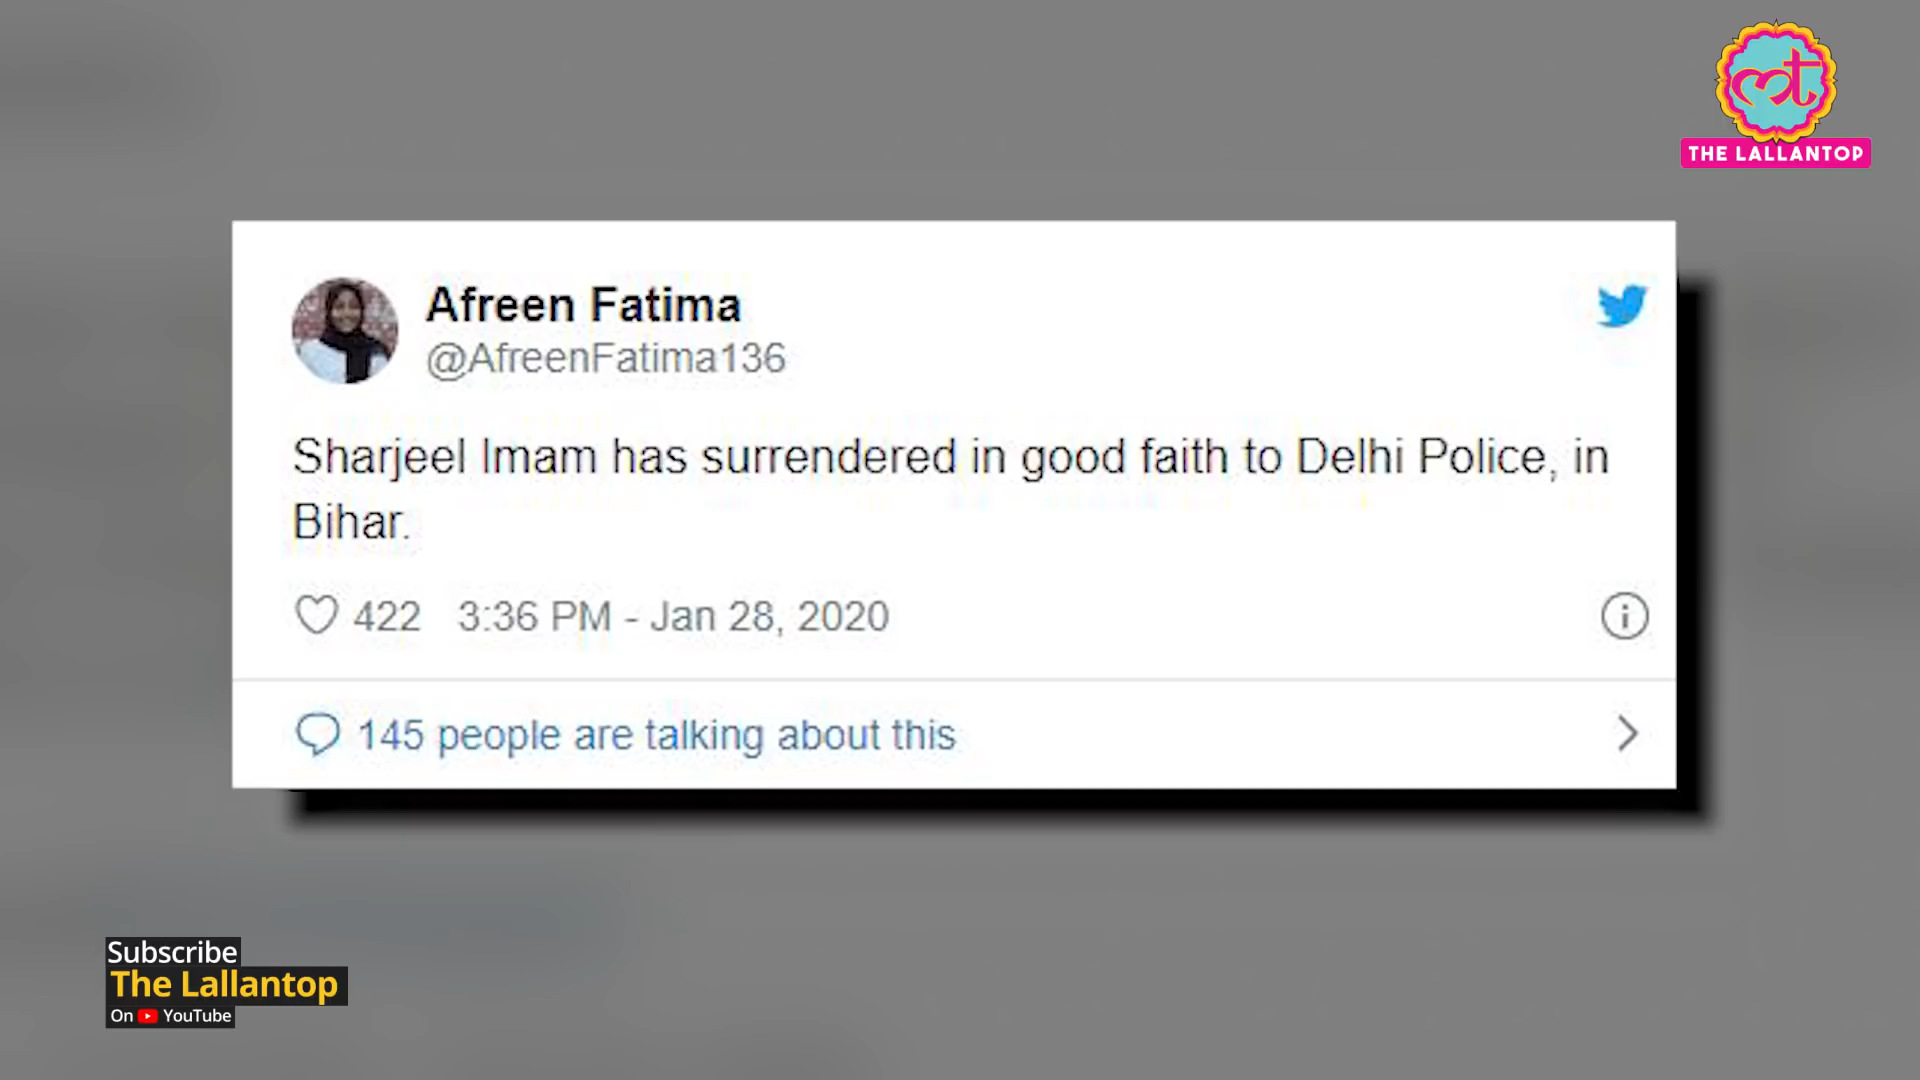 THE LALLANTOP
Afreen Fatima
@AfreenFatima136
Sharjeel Imam has surrendered in good faith to Delhi Police, in
Bihar.
422 3:36 PM - Jan 28, 2020
145 people are talking about this
Subscribe
The Lallantop
On YouTube